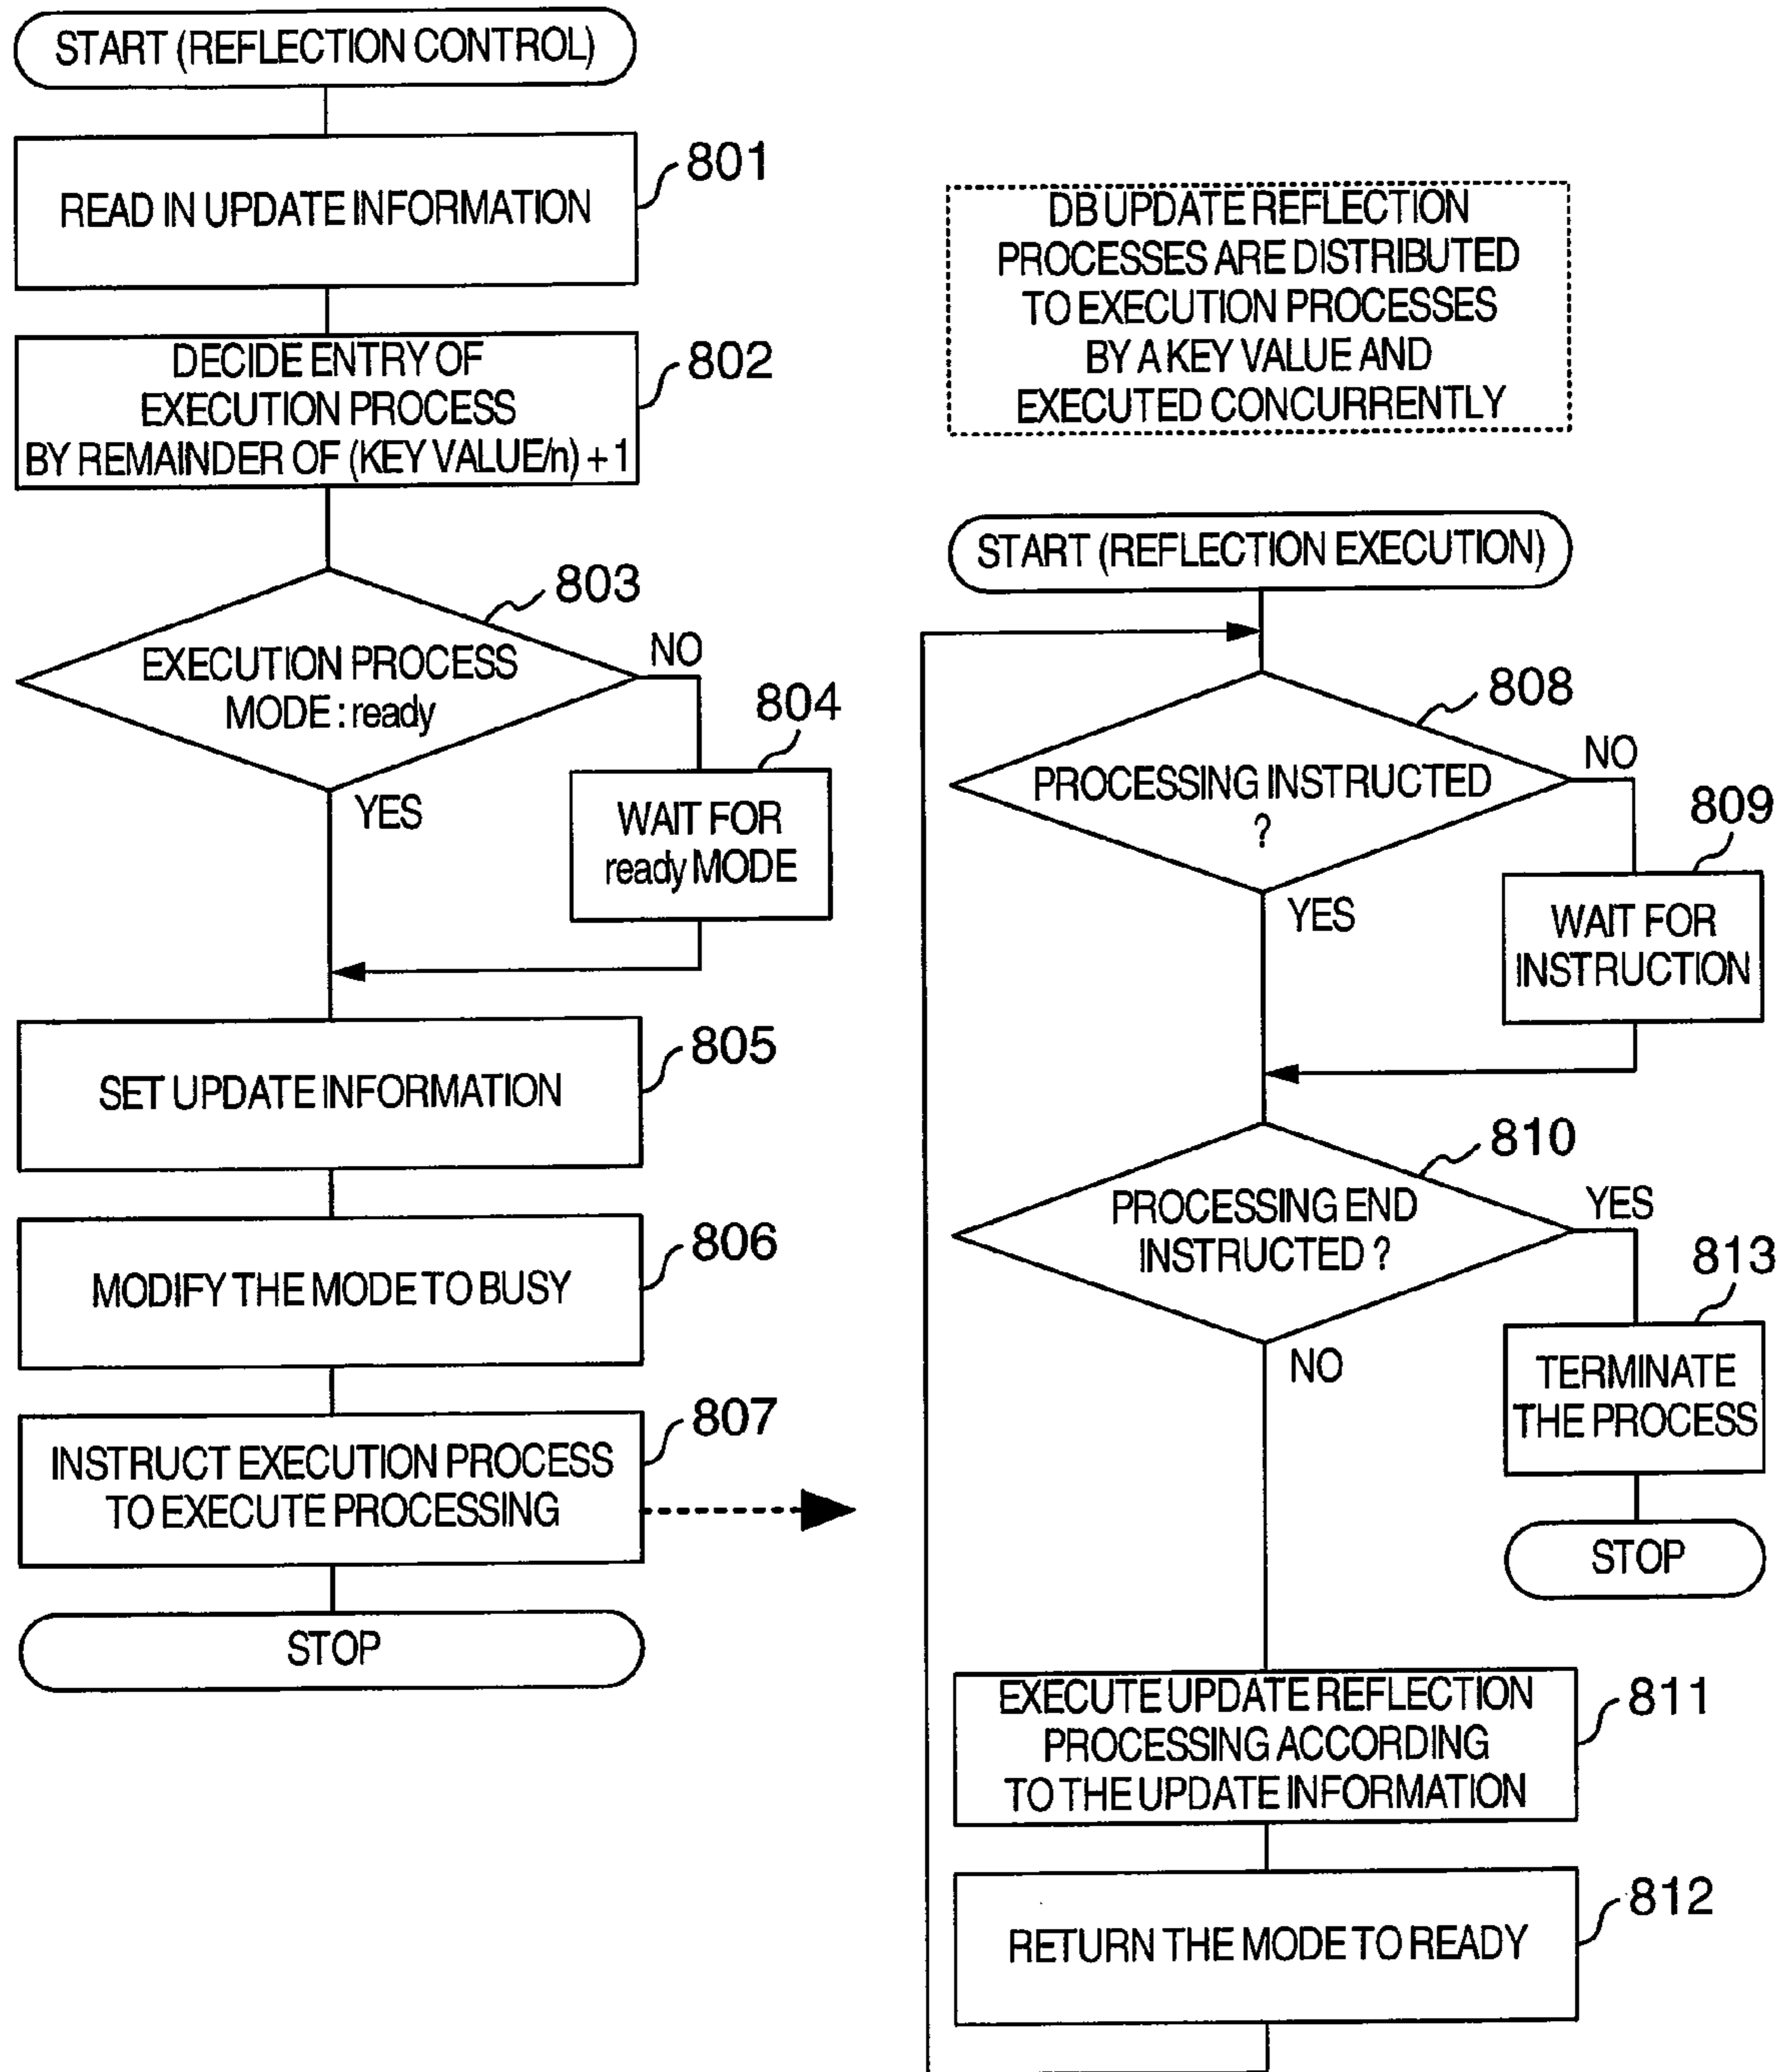 START (REFLECTION CONTROL)
READ IN UPDATE INFORMATION
801
DECIDE ENTRY OF
EXECUTION PROCESS
BY REMAINDER OF (KEY VALUE/n) + 1
802
803
EXECUTION PROCESS
MODE : ready
NO
YES
804
WAIT FOR
ready MODE
SET UPDATE INFORMATION
805
MODIFY THE MODE TO BUSY
806
INSTRUCT EXECUTION PROCESS
TO EXECUTE PROCESSING
807
STOP
DB UPDATE REFLECTION
PROCESSES ARE DISTRIBUTED
TO EXECUTION PROCESSES
BY A KEY VALUE AND
EXECUTED CONCURRENTLY
START (REFLECTION EXECUTION)
808
PROCESSING INSTRUCTED
?
NO
YES
809
WAIT FOR
INSTRUCTION
810
PROCESSING END
INSTRUCTED ?
YES
NO
813
TERMINATE
THE PROCESS
STOP
EXECUTE UPDATE REFLECTION
PROCESSING ACCORDING
TO THE UPDATE INFORMATION
811
RETURN THE MODE TO READY
812